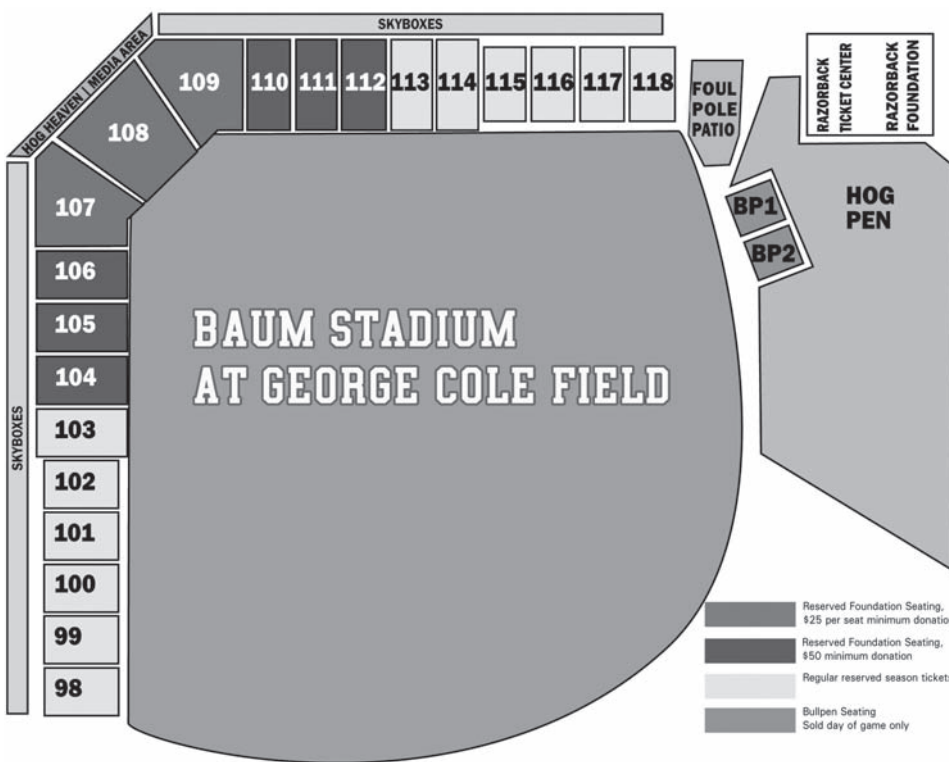 SKYBOXES
HOG HEAVEN | MEDIA AREA
109
110
111
112
113
114
115
116
117
118
FOUL
POLE
PATIO
RAZORBACK
TICKET CENTER
RAZORBACK
FOUNDATION
108
107
BP1
BP2
HOG
PEN
106
105
104
103
102
101
100
99
98
SKYBOXES
BAUM STADIUM
AT GEORGE COLE FIELD
Reserved Foundation Seating,
$25 per seat minimum donatio
Reserved Foundation Seating,
$50 minimum donation
Regular reserved season tickets
Bullpen Seating
Sold day of game only